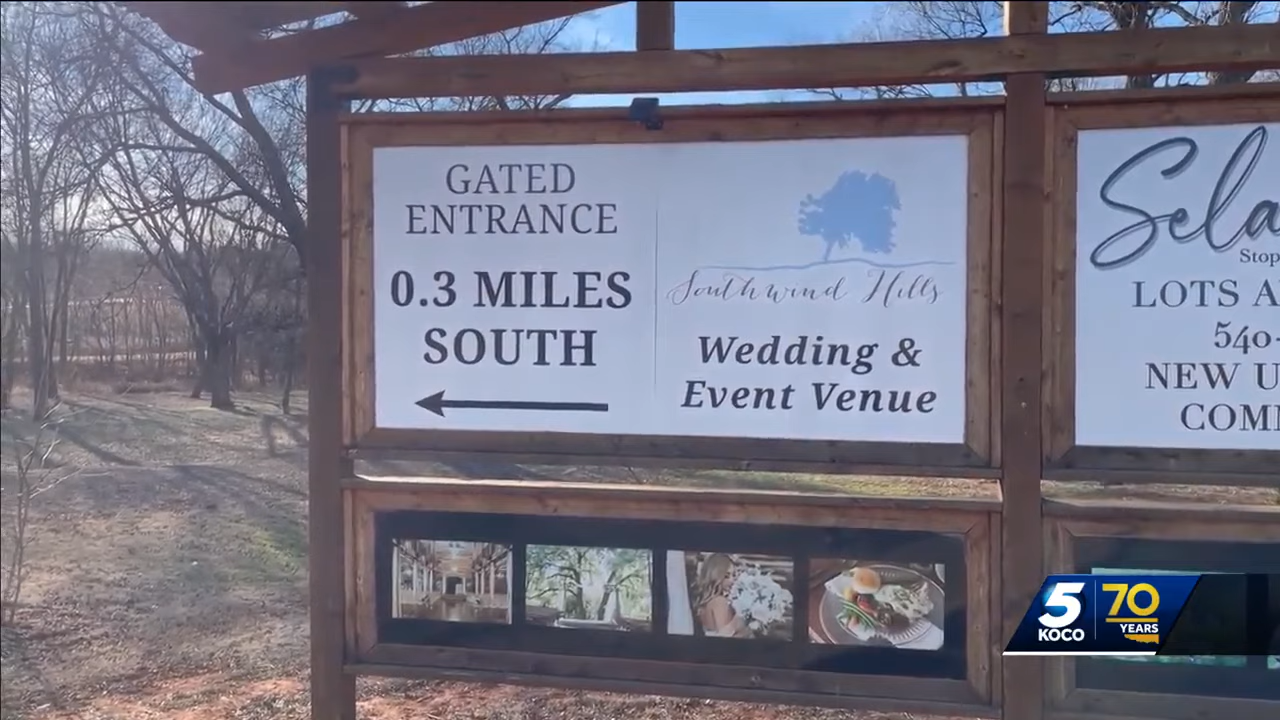 GATED
ENTRANCE
0.3 MILES
SOUTH
Southwind Hills
Wedding &
Event Venue
Sela
Stop
LOTS A
540-
NEW U
COM
5
KOCO
70
YEARS